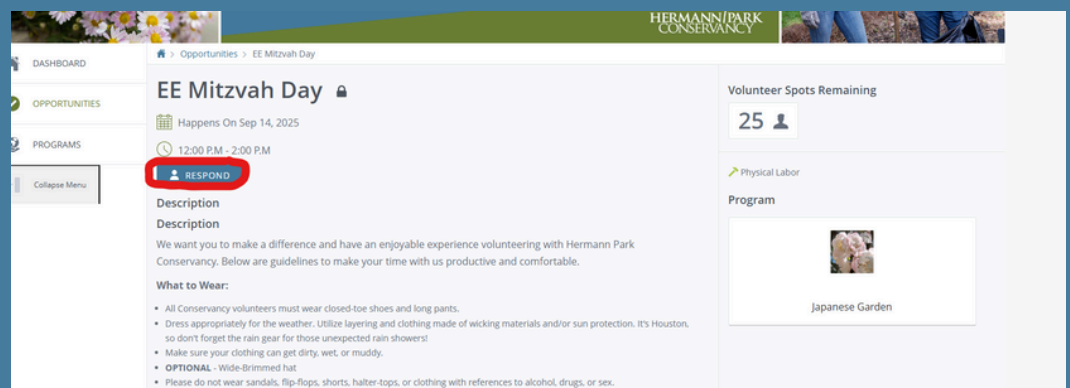 HERMANN PARK
CONSERVANCY
Opportunities > EE Mitzvah Day
DASHBOARD
OPPORTUNITIES
PROGRAMS
Collapse Menu
EE Mitzvah Day
Happens On Sep 14, 2025
12:00 P.M - 2:00 P.M
RESPOND
Description
Description
We want you to make a difference and have an enjoyable experience volunteering with Hermann Park
Conservancy. Below are guidelines to make your time with us productive and comfortable.
What to Wear:
• All Conservancy volunteers must wear closed-toe shoes and long pants.
• Dress appropriately for the weather. Utilize layering and clothing made of wicking materials and/or sun protection. It's Houston,
so don't forget the rain gear for those unexpected rain showers!
• Make sure your clothing can get dirty, wet, or muddy.
• OPTIONAL - Wide-Brimmed hat
• Please do not wear sandals, flip-flops, shorts, halter-tops, or clothing with references to alcohol, drugs, or sex.
Volunteer Spots Remaining
25
Physical Labor
Program
Japanese Garden